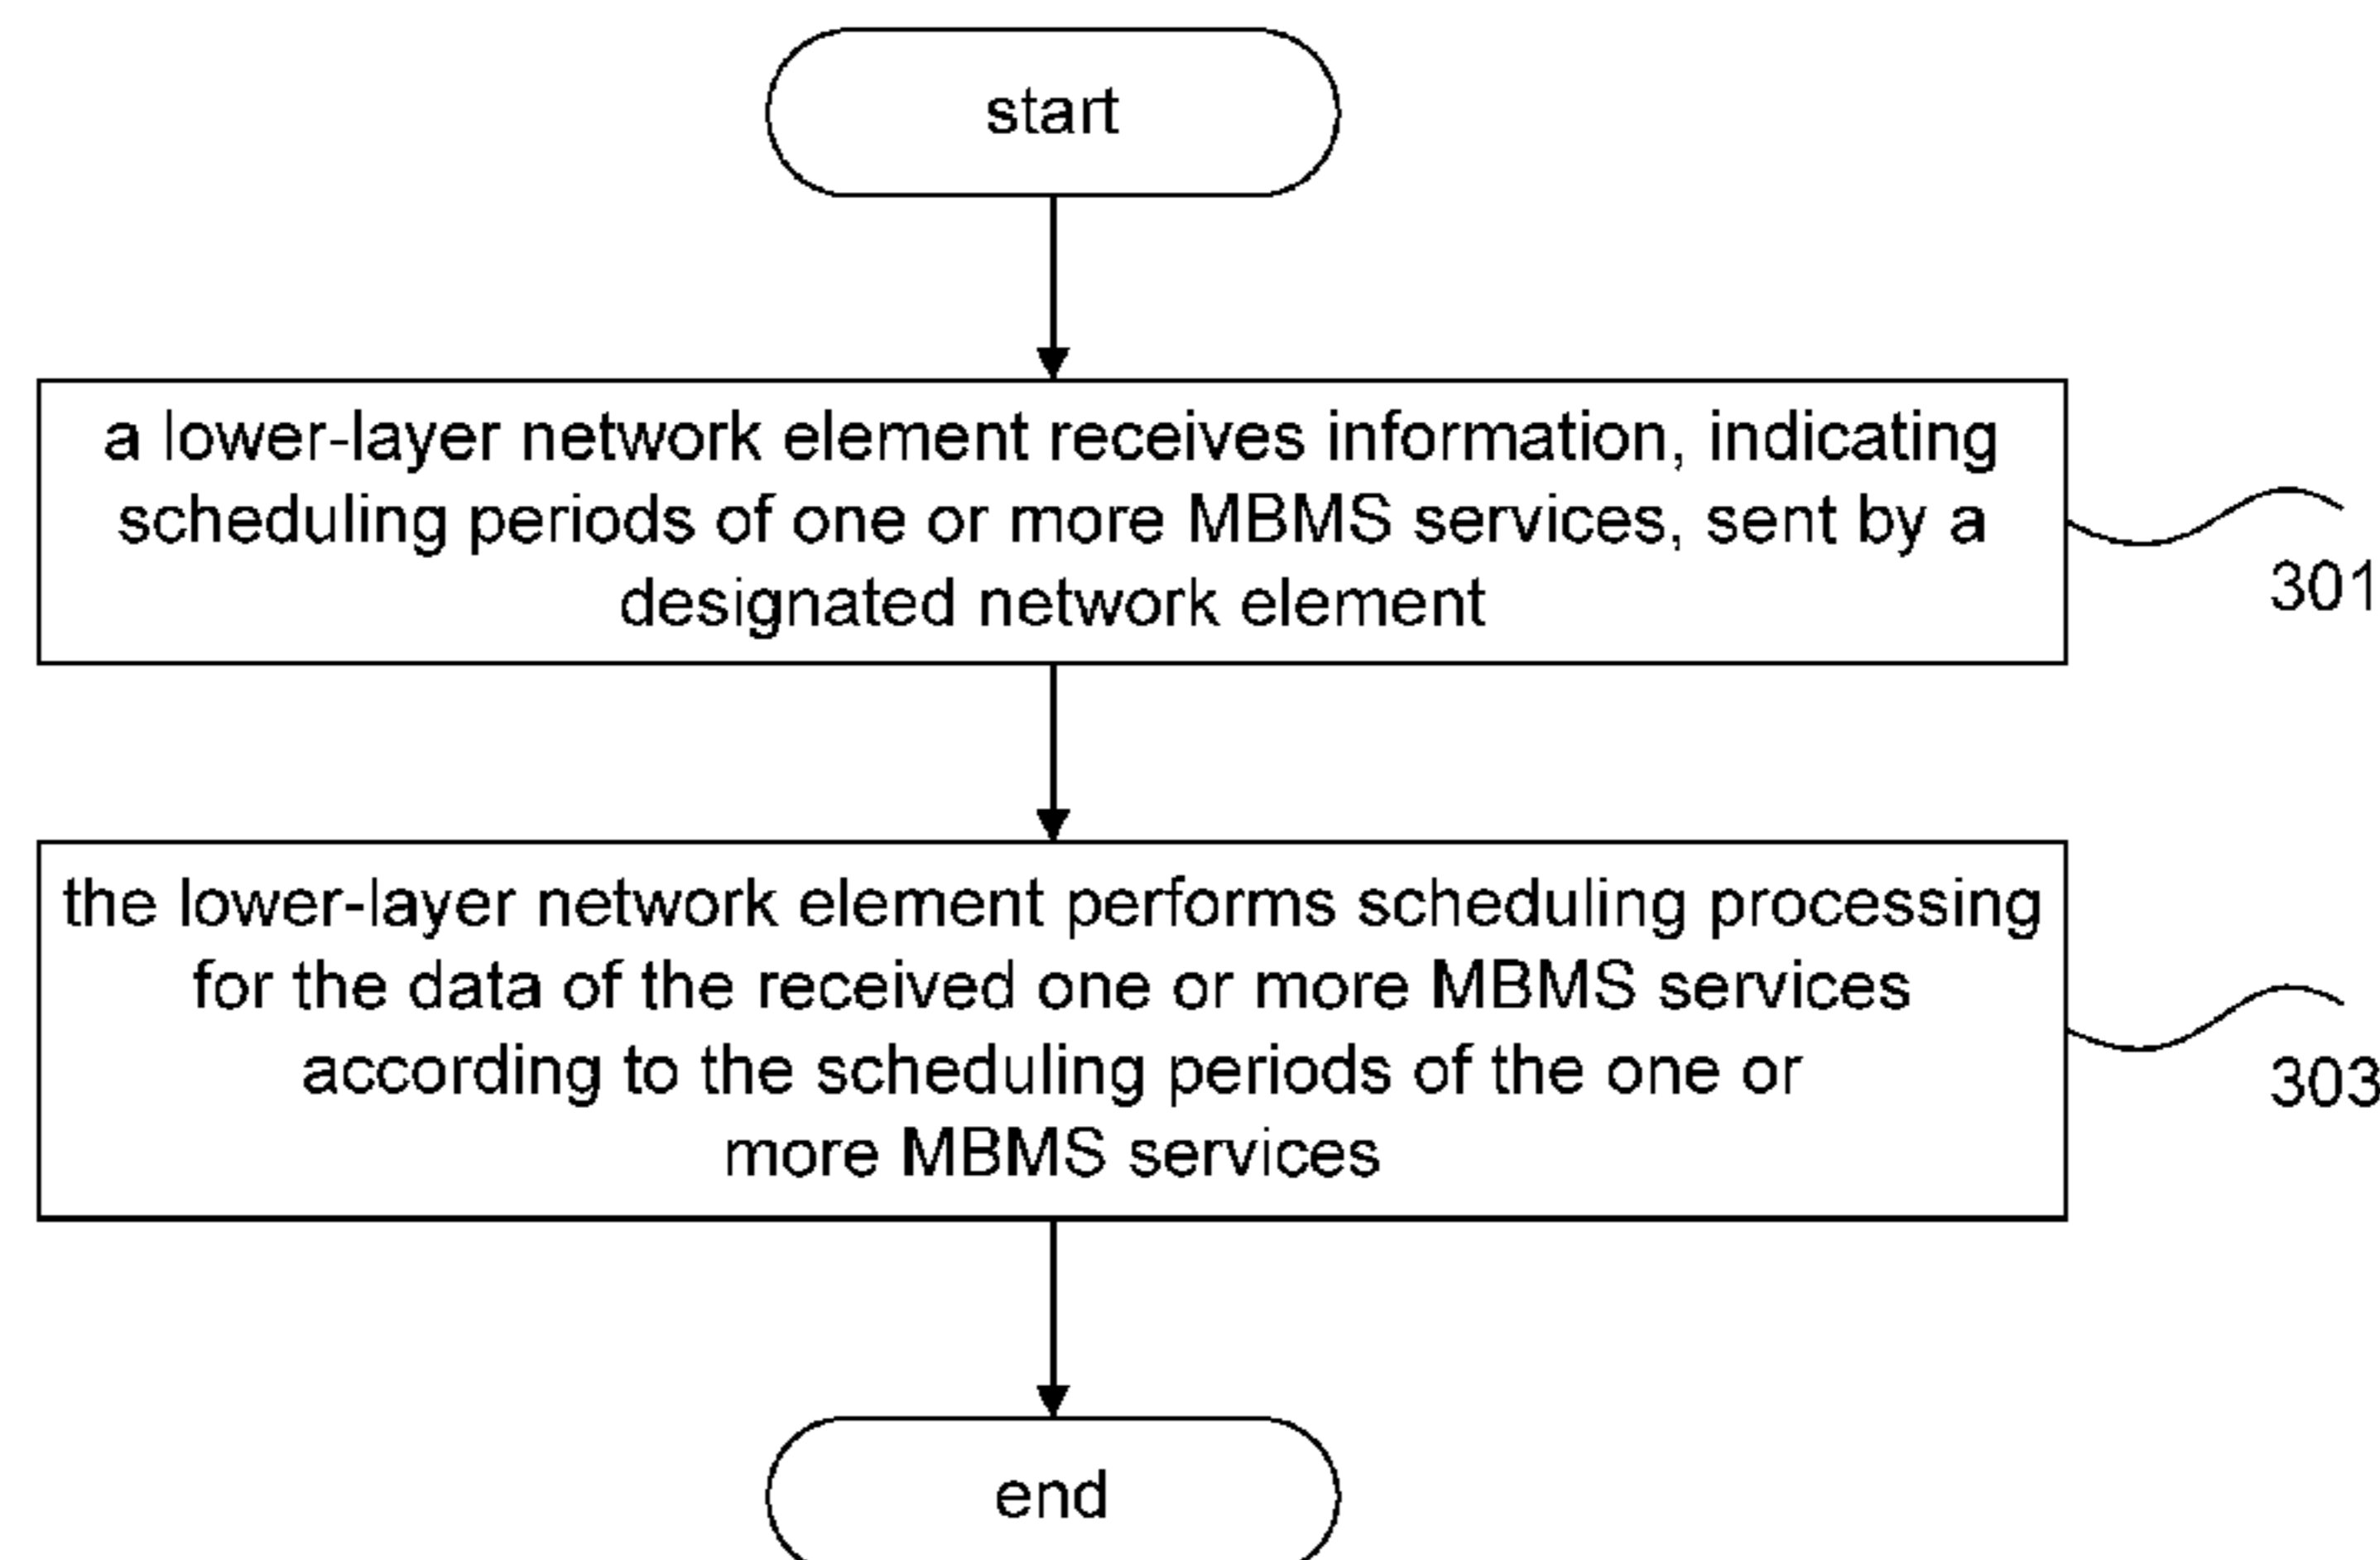 start
a lower-layer network element receives information, indicating
scheduling periods of one or more MBMS services, sent by a
designated network element
301
the lower-layer network element performs scheduling processing
for the data of the received one or more MBMS services
according to the scheduling periods of the one or
more MBMS services
303
end